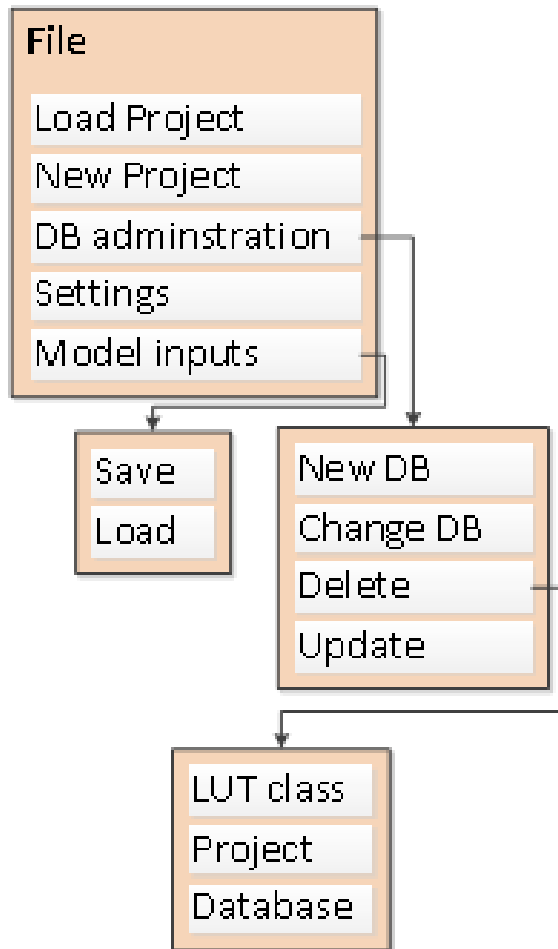 File
Load Project
New Project
DB adminstration
Settings
Model inputs
Save
Load
New DB
Change DB
Delete
Update
LUT class
Project
Database